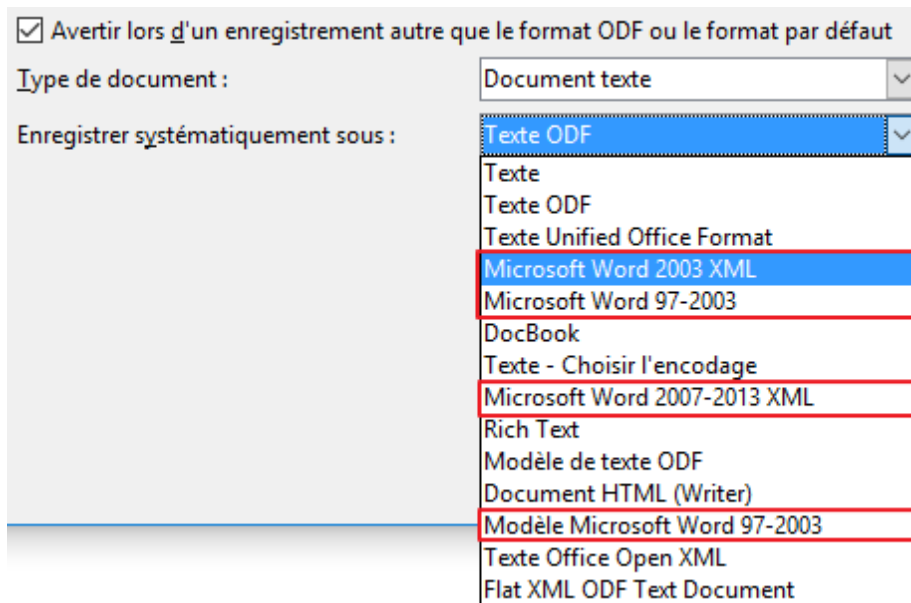 Avertir lors d'un enregistrement autre que le format ODF ou le format par défaut
Type de document : Document texte
Enregistrer systématiquement sous : Texte ODF
Texte
Texte ODF
Texte Unified Office Format
Microsoft Word 2003 XML
Microsoft Word 97-2003
DocBook
Texte - Choisir l'encodage
Microsoft Word 2007-2013 XML
Rich Text
Modèle de texte ODF
Document HTML (Writer)
Modèle Microsoft Word 97-2003
Texte Office Open XML
Flat XML ODF Text Document